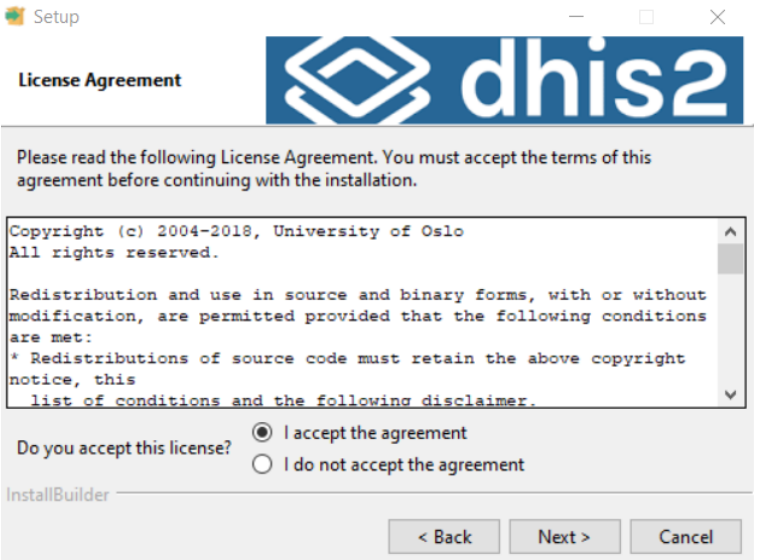 Setup
License Agreement
dhis2
Please read the following License Agreement. You must accept the terms of this
agreement before continuing with the installation.
Copyright (c) 2004-2018, University of Oslo
All rights reserved.
Redistribution and use in source and binary forms, with or without
modification, are permitted provided that the following conditions
are met:
* Redistributions of source code must retain the above copyright
notice, this
list of conditions and the following disclaimer.
Do you accept this license?
I accept the agreement
I do not accept the agreement
InstallBuilder
< Back
Next >
Cancel